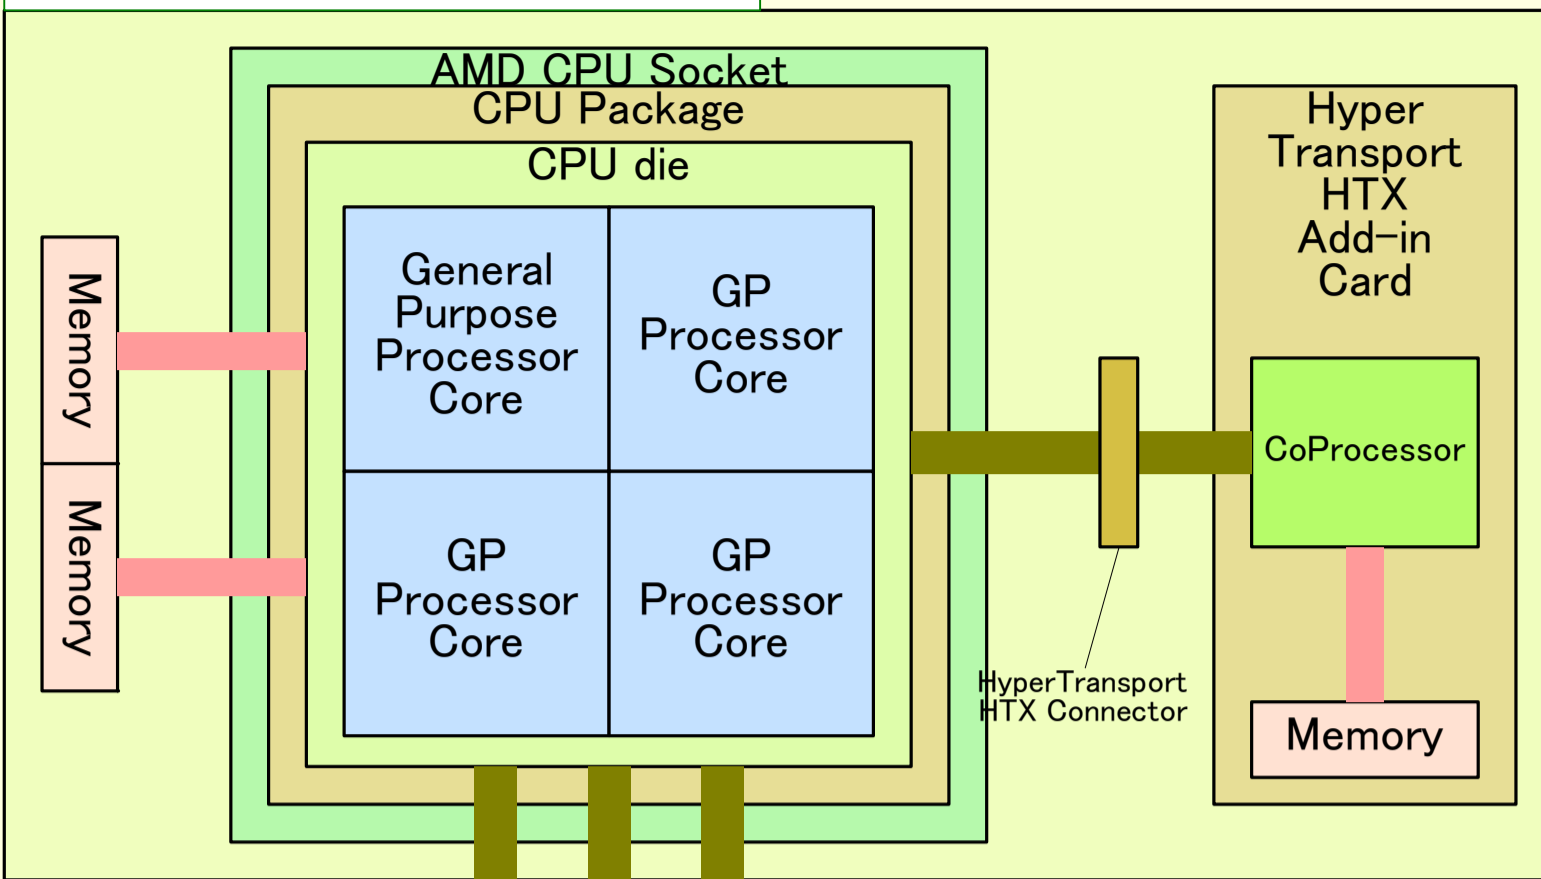 AMD CPU Socket
CPU Package
CPU die
General
Purpose
Processor
Core
GP
Processor
Core
GP
Processor
Core
GP
Processor
Core
Memory
Memory
HyperTransport
HTX Connector
Hyper
Transport
HTX
Add-in
Card
CoProcessor
Memory